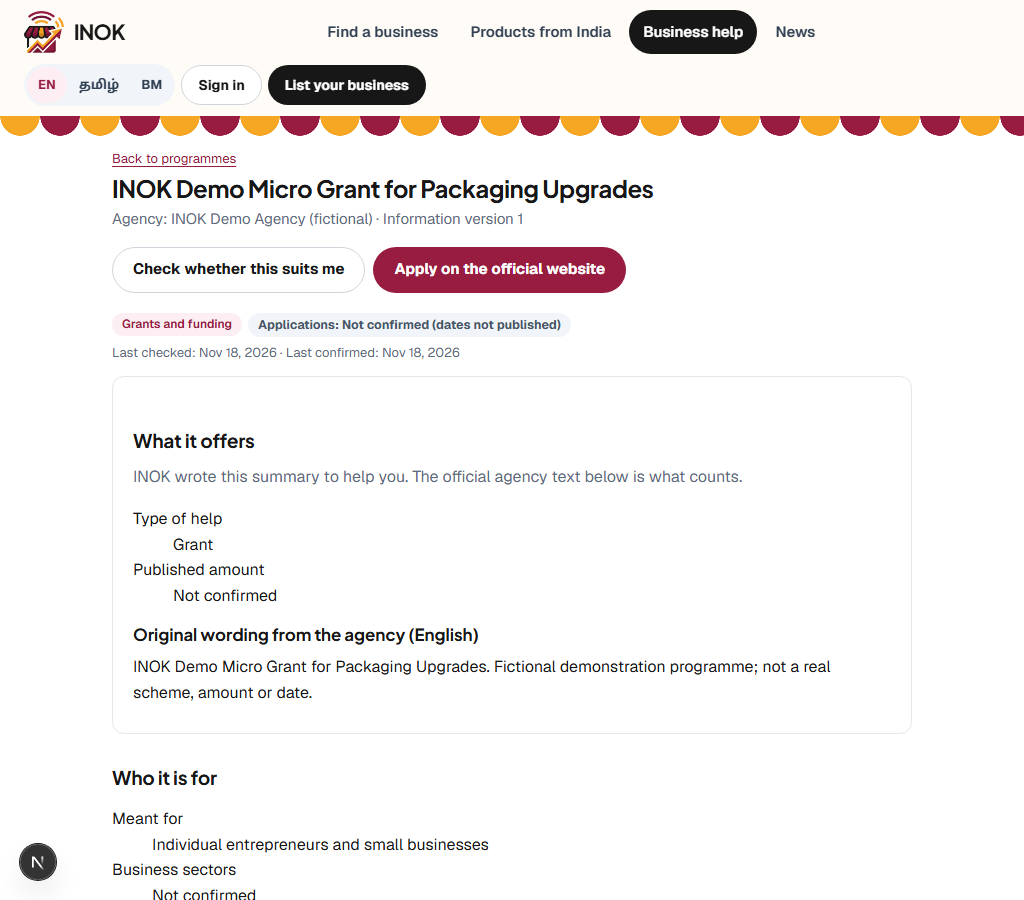 INOK
Find a business
Products from India
Business help
News
EN
தமிழ்
BM
Sign in
List your business
Back to programmes
INOK Demo Micro Grant for Packaging Upgrades
Agency: INOK Demo Agency (fictional) · Information version 1
Check whether this suits me
Apply on the official website
Grants and funding
Applications: Not confirmed (dates not published)
Last checked: Nov 18, 2026 · Last confirmed: Nov 18, 2026
What it offers
INOK wrote this summary to help you. The official agency text below is what counts.
Type of help
Grant
Published amount
Not confirmed
Original wording from the agency (English)
INOK Demo Micro Grant for Packaging Upgrades. Fictional demonstration programme; not a real
scheme, amount or date.
Who it is for
Meant for
Individual entrepreneurs and small businesses
Business sectors
Not confirmed
N